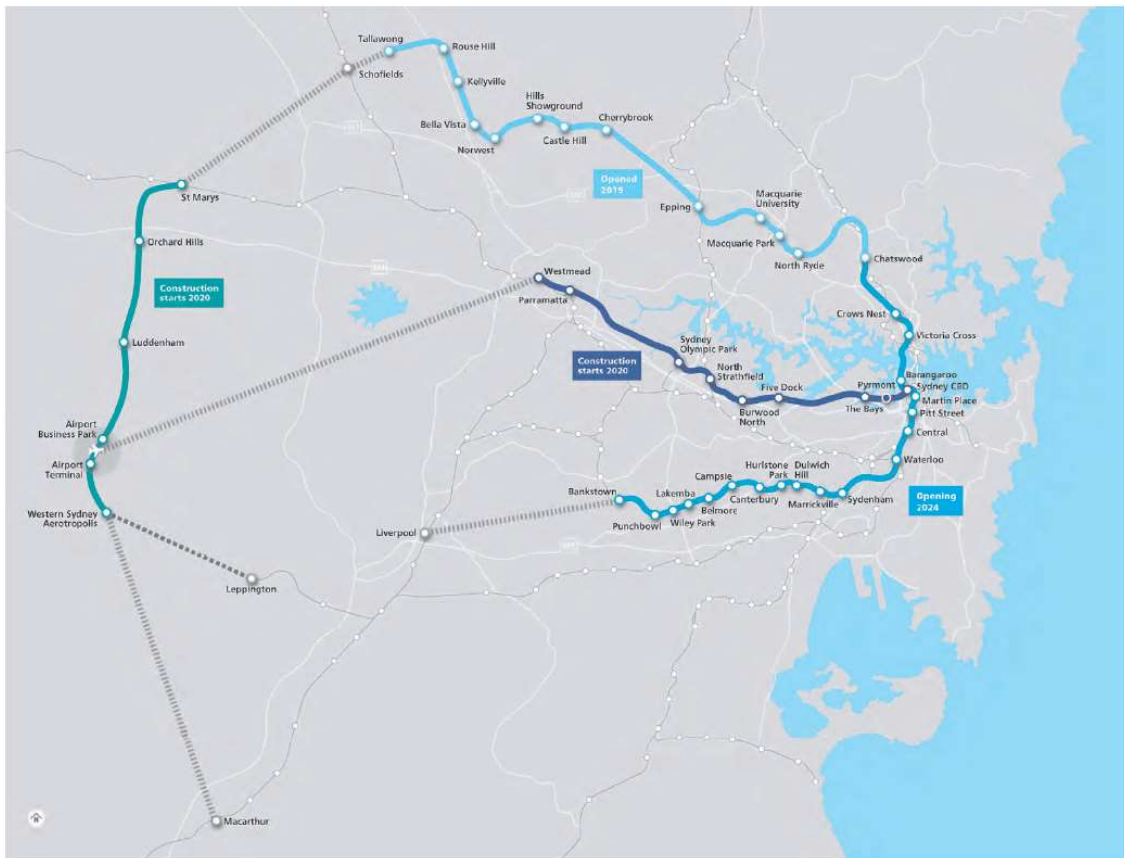 Tallawong
Rouse Hill
Schofields
Kellyville
Hills
Showground
Bella Vista
Cherrybrook
Castle Hill
Norwest
Opened
2019
St Marys
Macquarie
University
Epping
Orchard Hills
Macquarie Park
North Ryde
Chatswood
Westmead
Construction
starts 2020
Parramatta
Crows Nest
Victoria Cross
Luddenham
Sydney
Olympic Park
Construction
starts 2020
North
Strathfield
Barangaroo
Pyrmont
Sydney CBD
Five Dock
Martin Place
The Bays
Burwood
North
Pitt Street
Airport
Business Park
Central
Airport
Terminal
Waterloo
Hurlstone
Park
Dulwich
Hill
Campsie
Bankstown
Lakemba
Canterbury
Sydenham
Opening
2024
Marrickville
Belmore
Wiley Park
Punchbowl
Western Sydney
Aerotropolis
Liverpool
Leppington
Macarthur